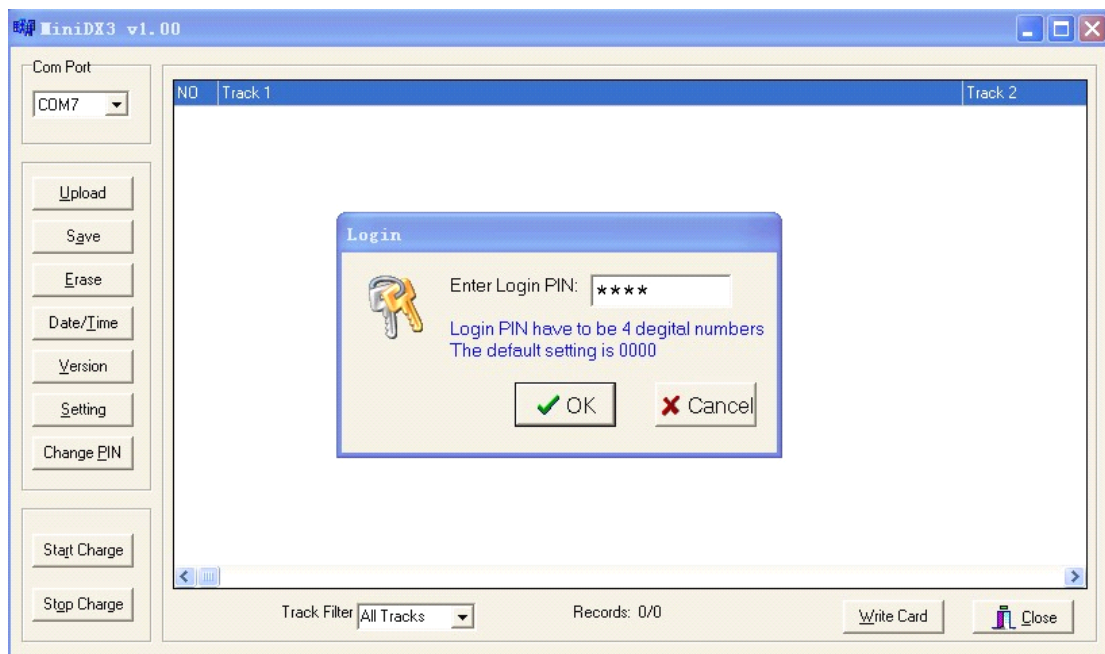 MiniDX3 v1.00
Com Port
COM7
NO Track 1 Track 2
Upload
Save
Erase
Date/Time
Version
Setting
Change PIN
Start Charge
Stop Charge
Login
Enter Login PIN: ****
Login PIN have to be 4 degital numbers
The default setting is 0000
OK Cancel
Track Filter All Tracks Records: 0/0 Write Card Close